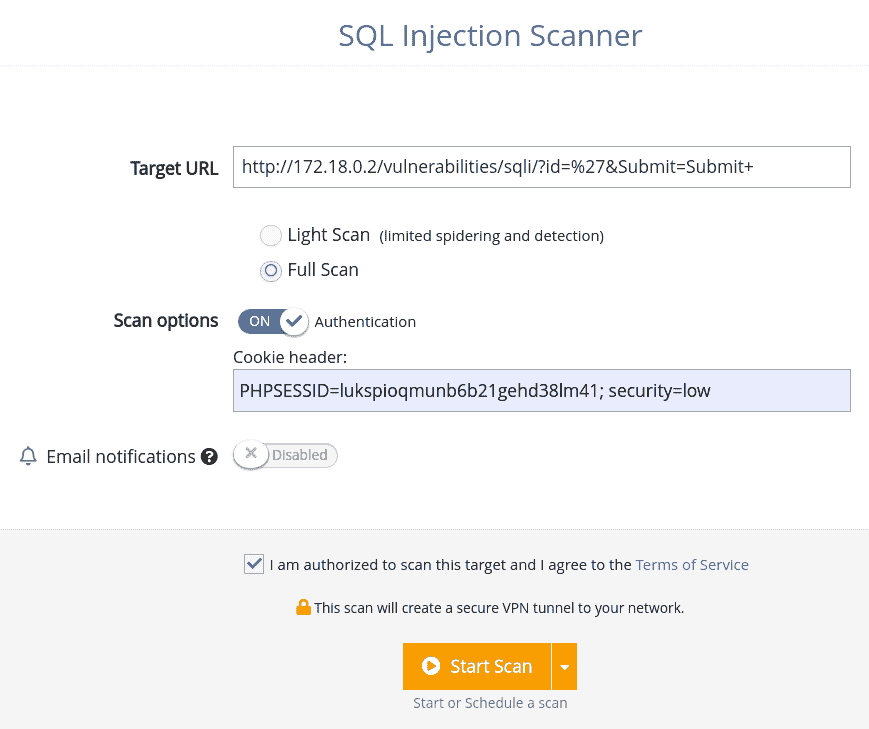 SQL Injection Scanner
Target URL http://172.18.0.2/vulnerabilities/sqli/?id=%27&Submit=Submit+
Light Scan (limited spidering and detection)
Full Scan
Scan options ON Authentication
Cookie header:
PHPSESSID=lukspioqmunb6b21gehd38lm41; security=low
Email notifications ? Disabled
I am authorized to scan this target and I agree to the Terms of Service
This scan will create a secure VPN tunnel to your network.
Start Scan
Start or Schedule a scan